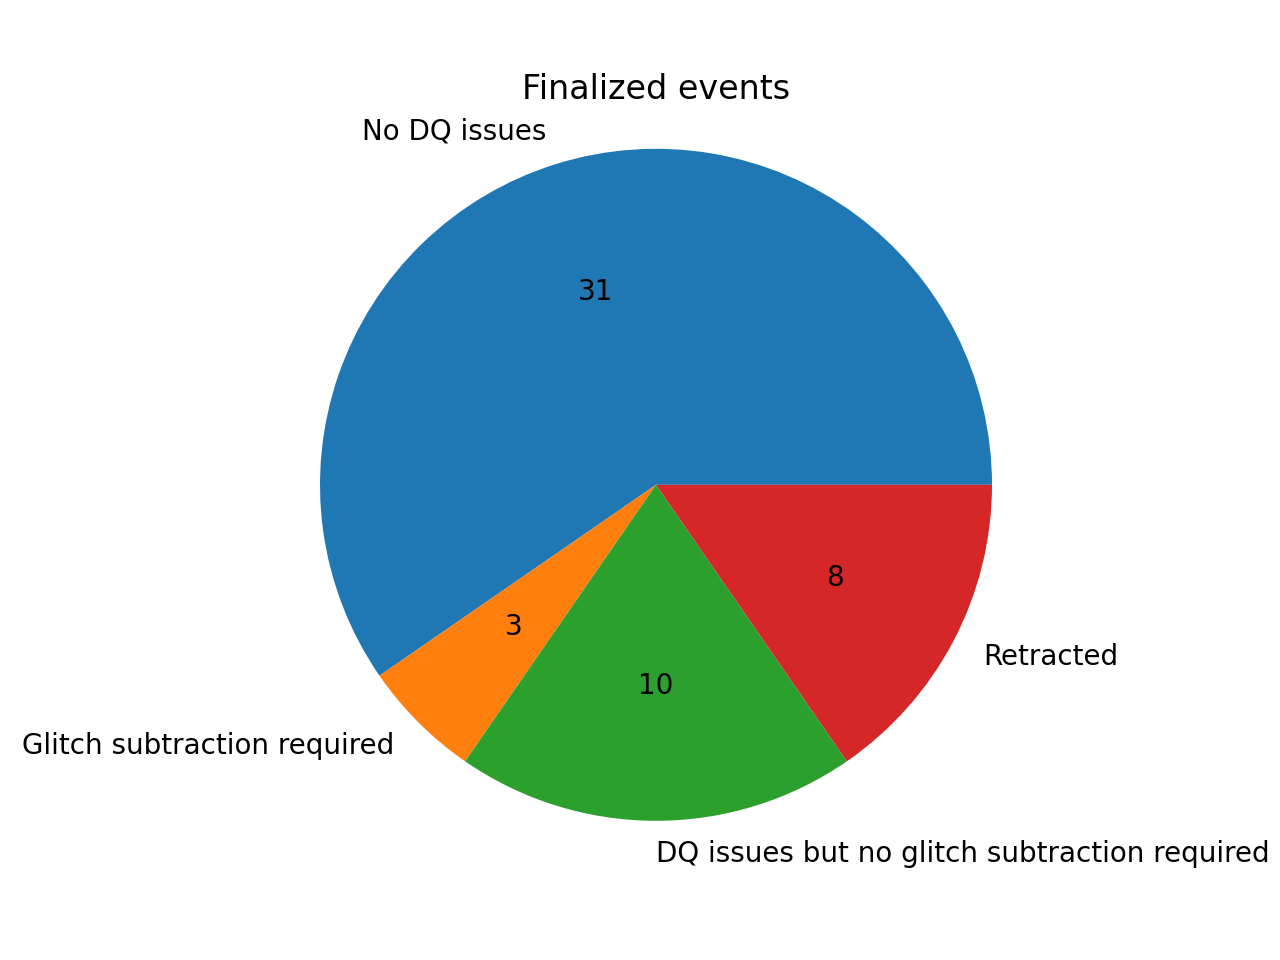 Finalized events
No DQ issues
31
8
3
Retracted
10
Glitch subtraction required
DQ issues but no glitch subtraction required